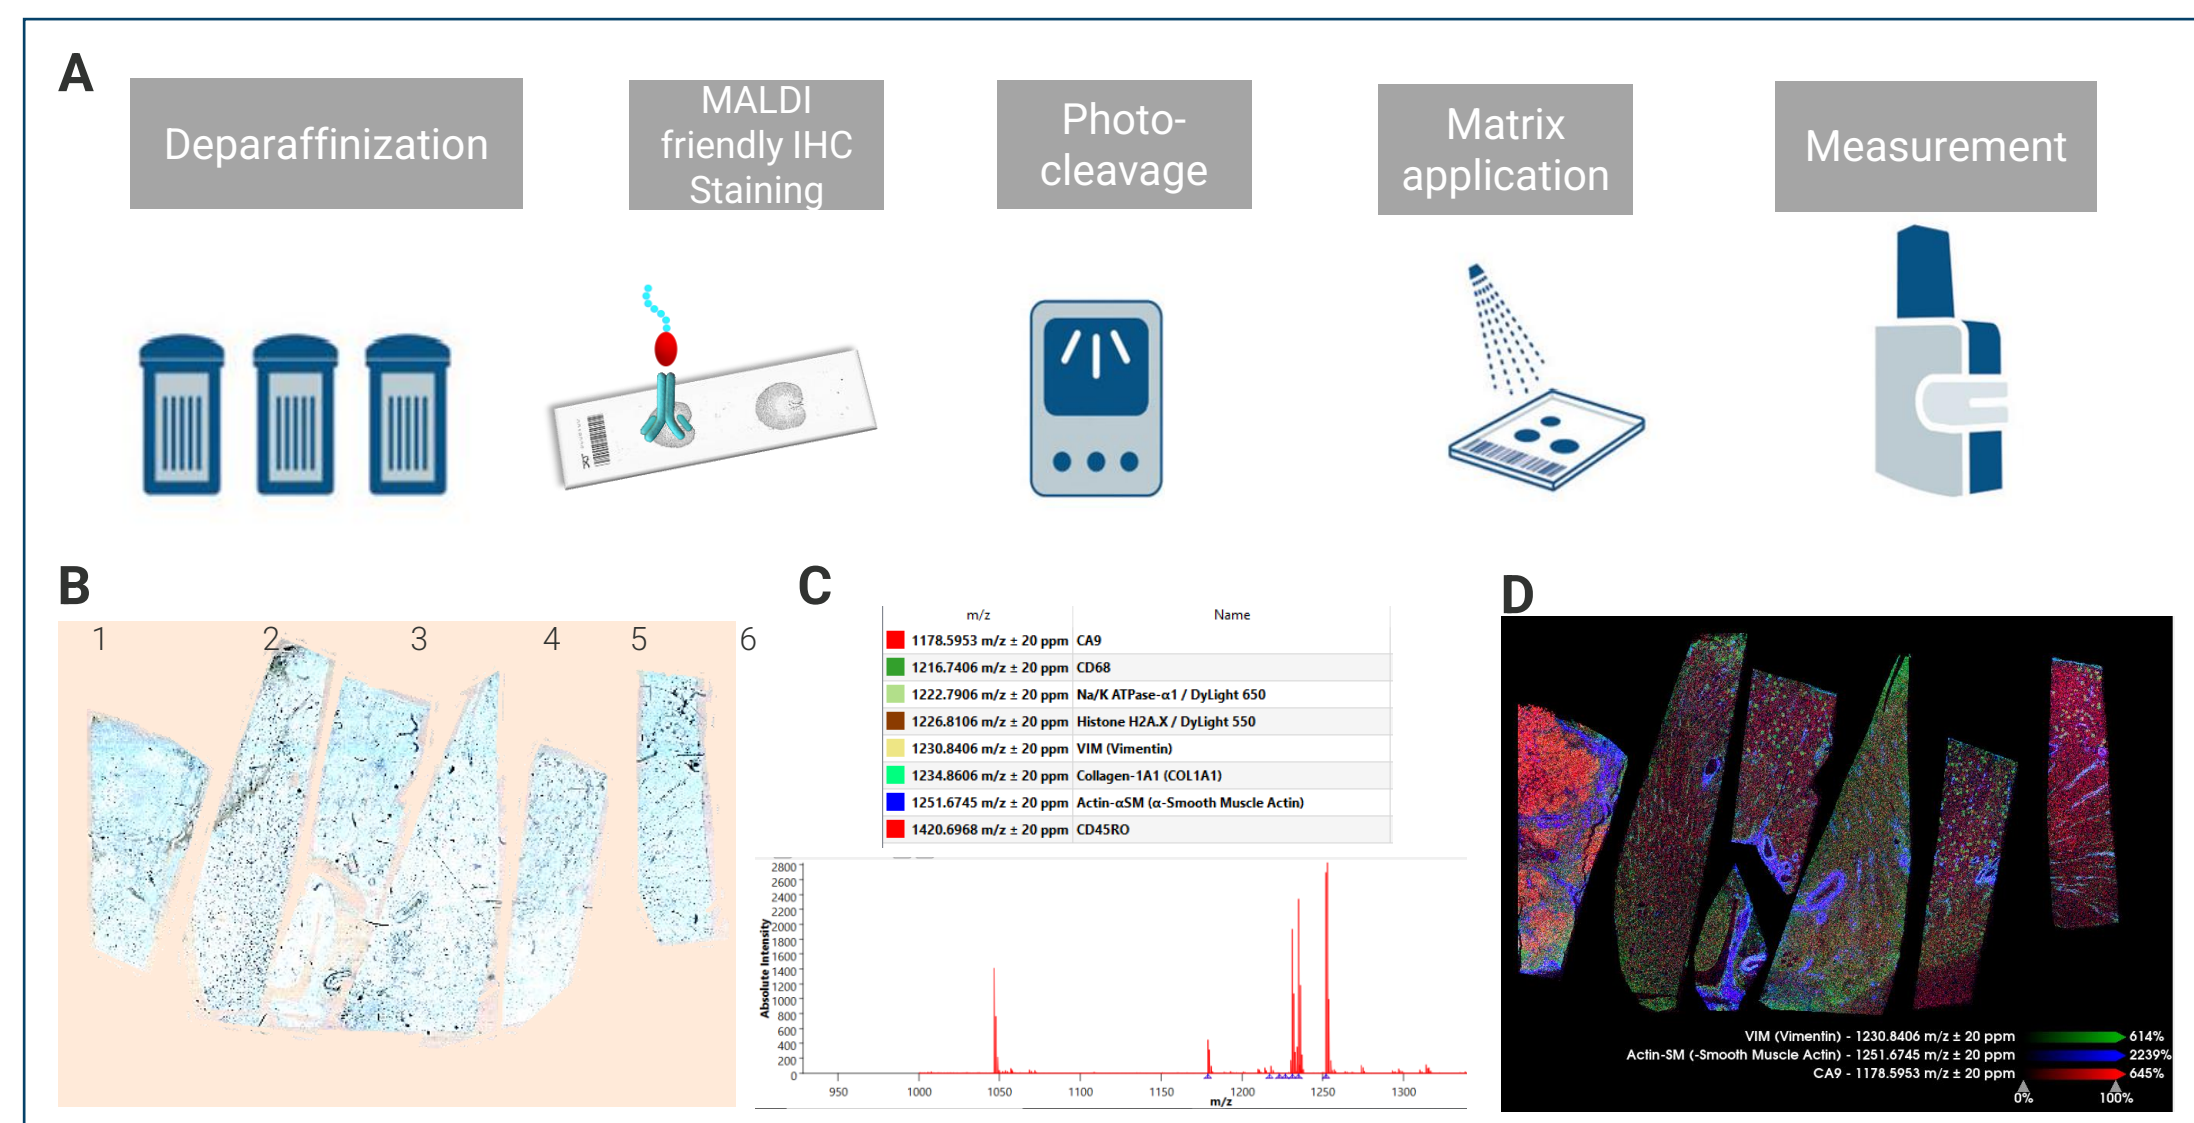 A
Deparaffinization
MALDI
friendly IHC
Staining
Photo-
cleavage
Matrix
application
Measurement
B
1 2 3 4 5 6
C
m/z Name
1178.5953 m/z ± 20 ppm CA9
1216.7406 m/z ± 20 ppm CD68
1222.7906 m/z ± 20 ppm Na/K ATPase-α1 / DyLight 650
1226.8106 m/z ± 20 ppm Histone H2A.X / DyLight 550
1230.8406 m/z ± 20 ppm VIM (Vimentin)
1234.8606 m/z ± 20 ppm Collagen-1A1 (COL1A1)
1251.6745 m/z ± 20 ppm Actin-αSM (α-Smooth Muscle Actin)
1420.6968 m/z ± 20 ppm CD45RO
Absolute Intensity
2800
2600
2400
2200
2000
1800
1600
1400
1200
1000
800
600
400
200
0
950 1000 1050 1100 1150 1200 1250 1300
m/z
D
VIM (Vimentin) - 1230.8406 m/z ± 20 ppm 614%
Actin-SM (-Smooth Muscle Actin) - 1251.6745 m/z ± 20 ppm 2239%
CA9 - 1178.5953 m/z ± 20 ppm 645%
0% 100%